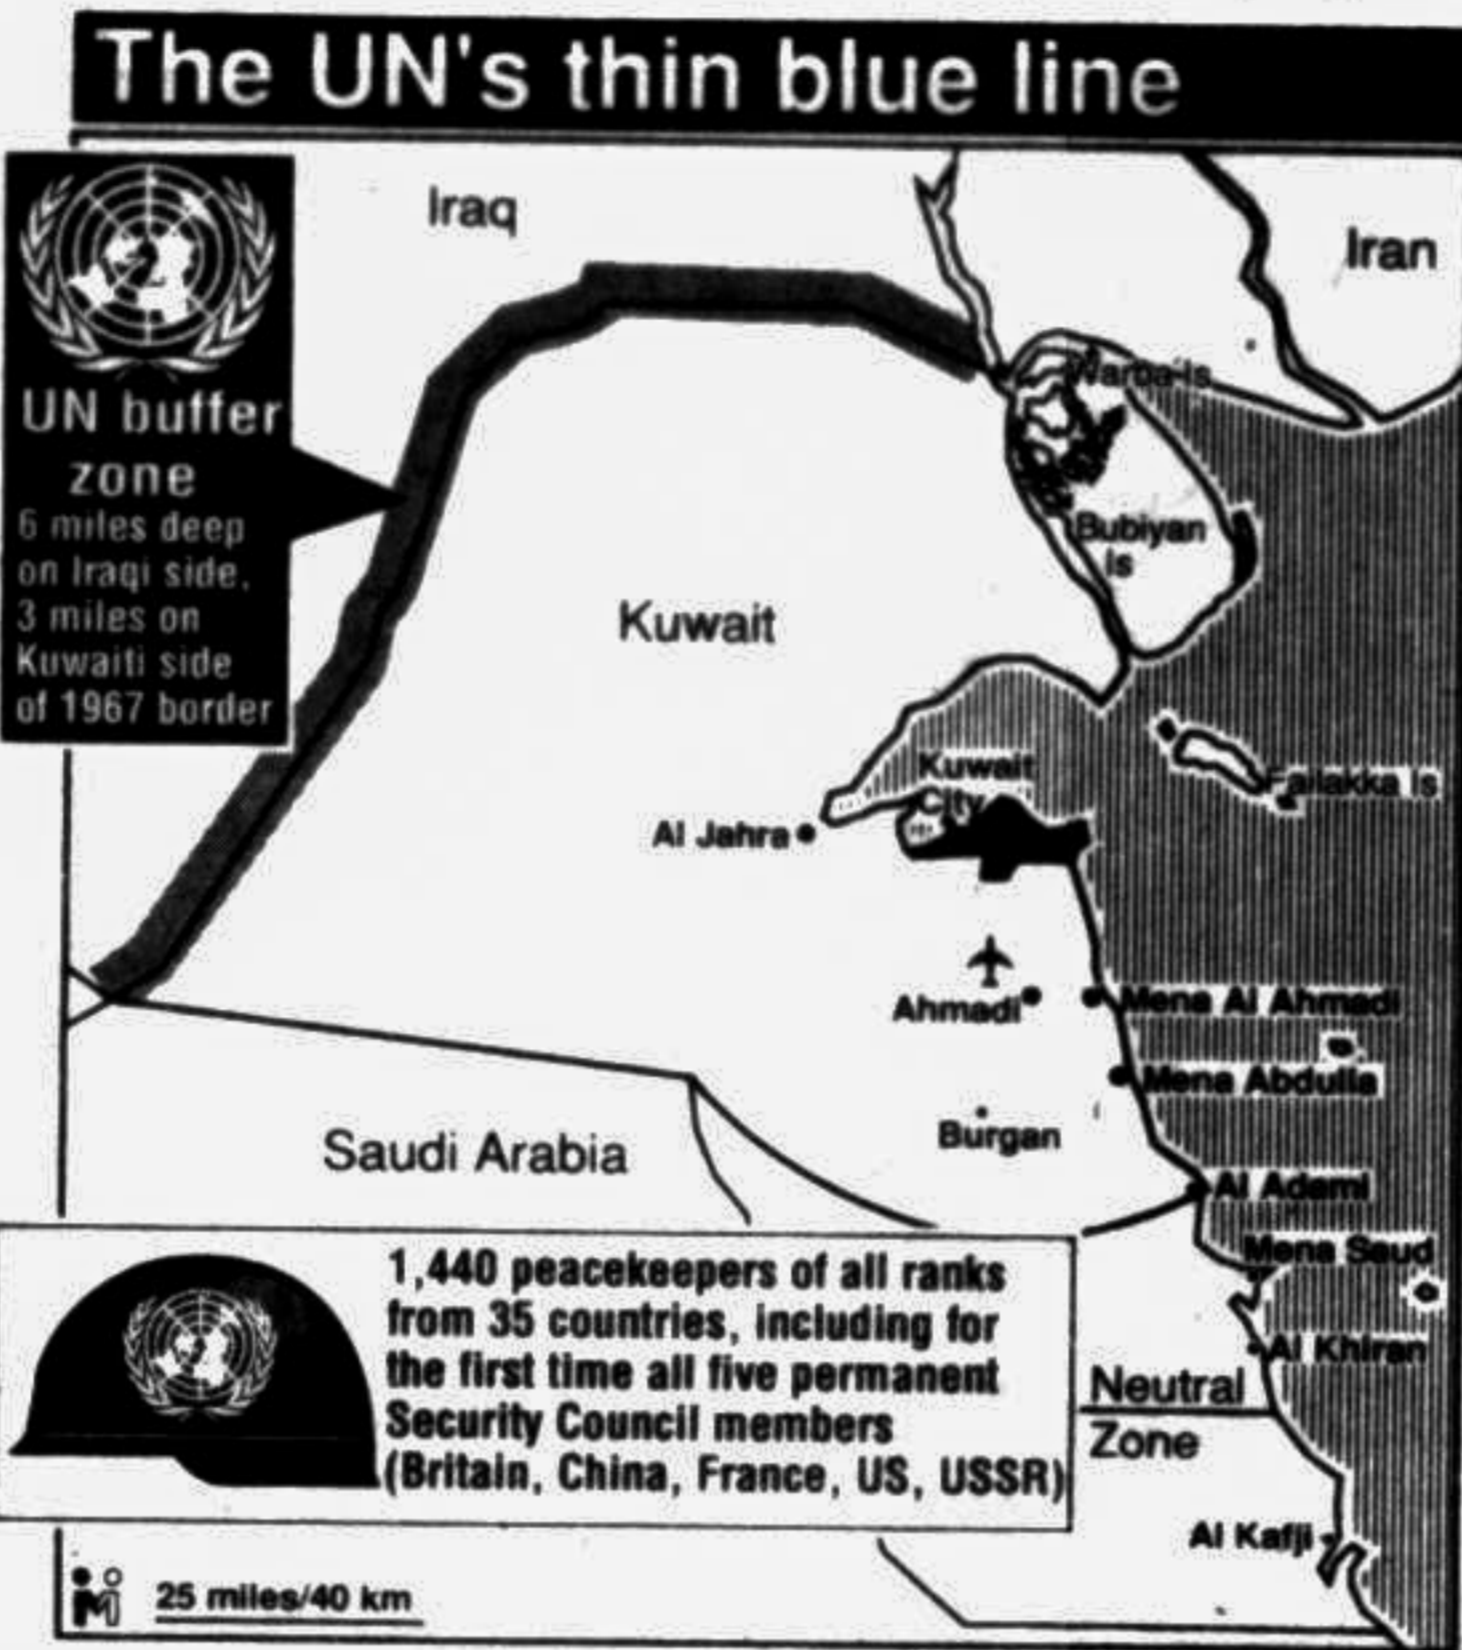 The UN's thin blue line
Iraq
Iran
UN buffer
zone
6 miles deep
on Iraqi side,
3 miles on
Kuwaiti side
of 1967 border
Warba Is
Bubiyan
Is
Kuwait
Kuwait
City
Failakka Is
Al Jahra
Ahmadi
Mena Al Ahmadi
Mena Abdulla
Burgan
Saudi Arabia
Al Adami
Mena Saud
Al Khiran
1,440 peacekeepers of all ranks
from 35 countries, including for
the first time all five permanent
Security Council members
(Britain, China, France, US, USSR)
Neutral
Zone
Al Kafji
25 miles/40 km